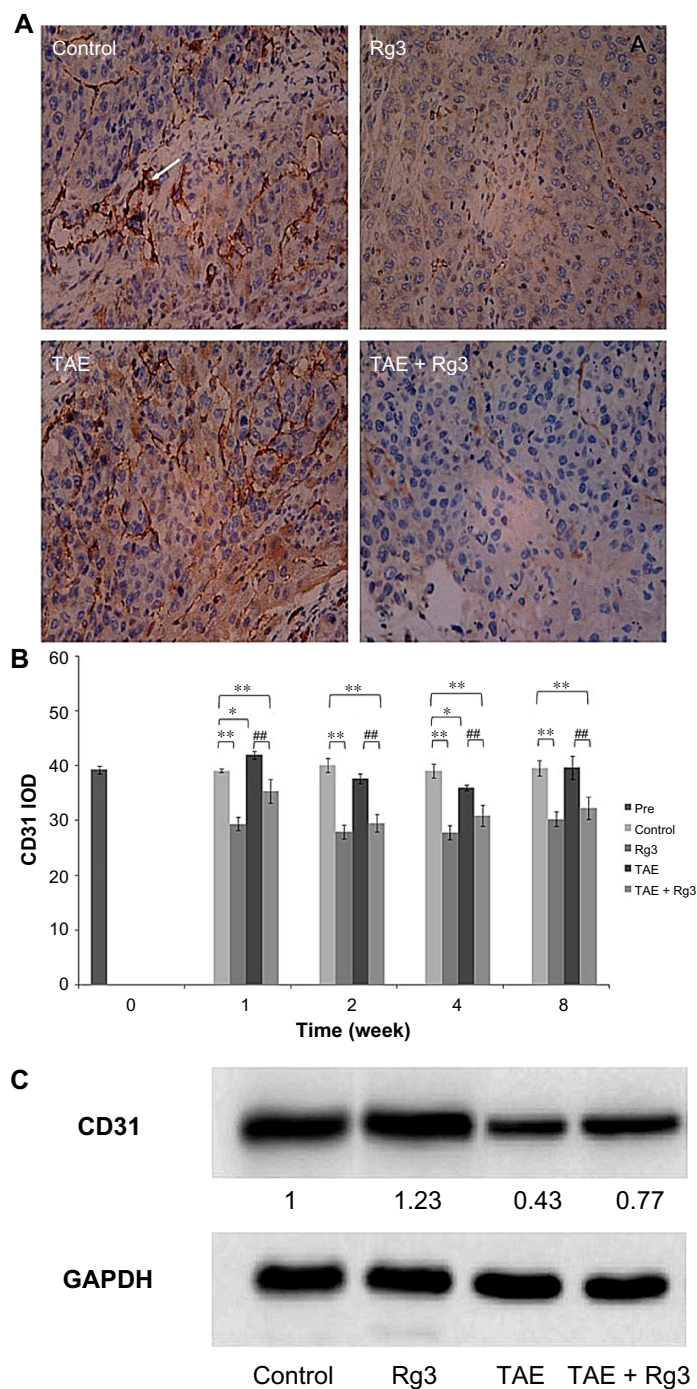 A
Control
Rg3
A
TAE
TAE + Rg3
B
60
50
40
30
20
10
0
CD31 IOD
** * ** ## ** ** ## ** * ** ## ** ** ##
Pre
Control
Rg3
TAE
TAE + Rg3
0 1 2 4 8
Time (week)
C
CD31
1 1.23 0.43 0.77
GAPDH
Control Rg3 TAE TAE + Rg3